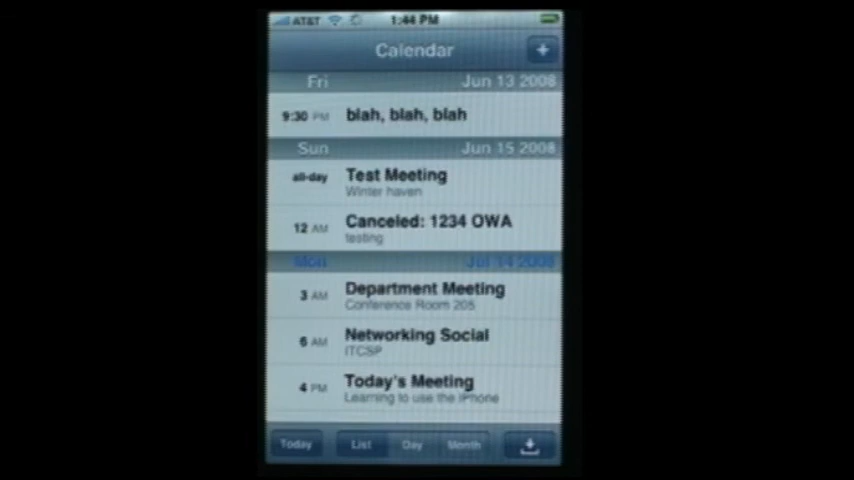 AT&T 1:44 PM
Calendar
+
Fri Jun 13 2008
9:30 PM blah, blah, blah
Sun Jun 15 2008
all-day Test Meeting
Winter haven
12 AM Canceled: 1234 OWA
testing
Mon Jul 14 2008
3 AM Department Meeting
Conference Room 205
6 AM Networking Social
ITCSP
4 PM Today's Meeting
Learning to use the iPhone
Today List Day Month